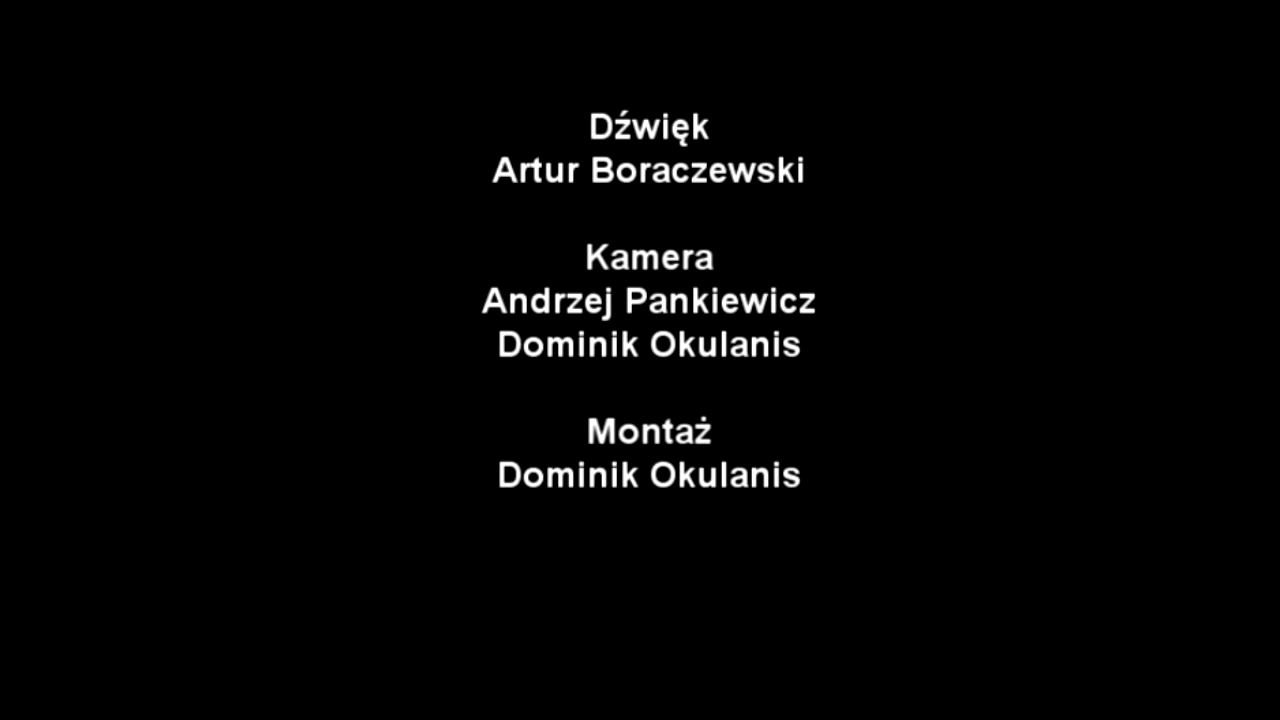 Dźwięk
Artur Boraczewski
Kamera
Andrzej Pankiewicz
Dominik Okulanis
Montaż
Dominik Okulanis